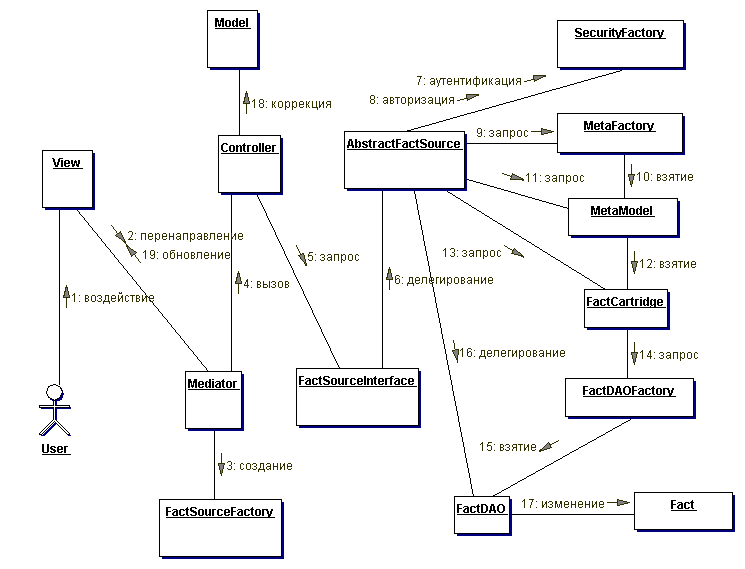 Model
SecurityFactory
7: аутентификация
8: авторизация
18: коррекция
9: запрос
MetaFactory
Controller
AbstractFactSource
View
11: запрос
10: взятие
MetaModel
2: перенаправление
19: обновление
5: запрос
13: запрос
12: взятие
4: вызов
6: делегирование
1: воздействие
FactCartridge
16: делегирование
14: запрос
Mediator
FactSourceInterface
FactDAOFactory
User
15: взятие
3: создание
FactSourceFactory
FactDAO
17: изменение
Fact